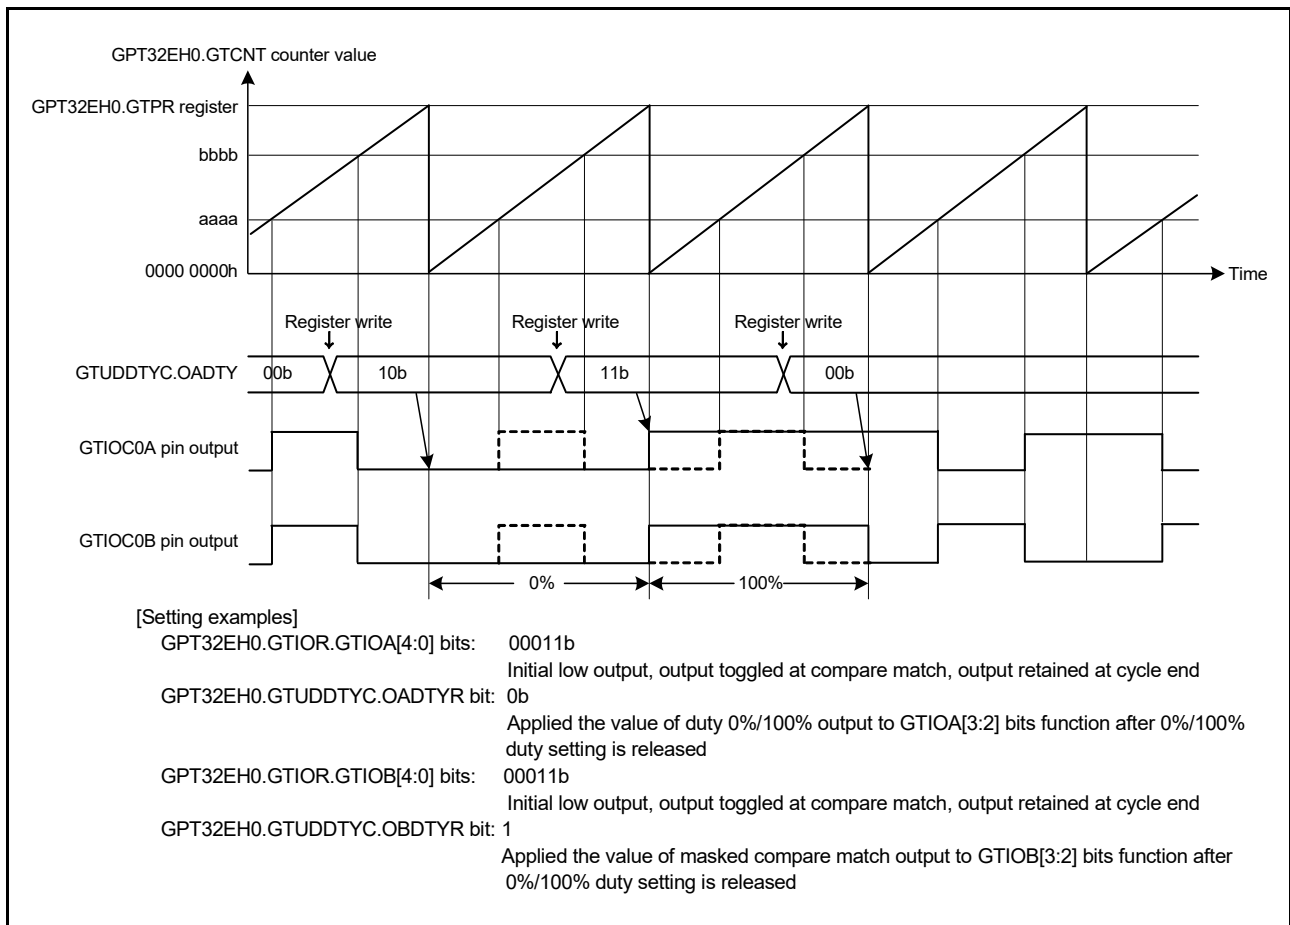 GPT32EH0.GTCNT counter value
GPT32EH0.GTPR register
bbbb
aaaa
0000 0000h
Time
Register write Register write Register write
GTUDDTYC.OADTY 00b 10b 11b 00b
GTIOC0A pin output
GTIOC0B pin output
0% 100%
[Setting examples]
GPT32EH0.GTIOR.GTIOA[4:0] bits: 00011b
Initial low output, output toggled at compare match, output retained at cycle end
GPT32EH0.GTUDDTYC.OADTYR bit: 0b
Applied the value of duty 0%/100% output to GTIOA[3:2] bits function after 0%/100%
duty setting is released
GPT32EH0.GTIOR.GTIOB[4:0] bits: 00011b
Initial low output, output toggled at compare match, output retained at cycle end
GPT32EH0.GTUDDTYC.OBDTYR bit: 1
Applied the value of masked compare match output to GTIOB[3:2] bits function after
0%/100% duty setting is released